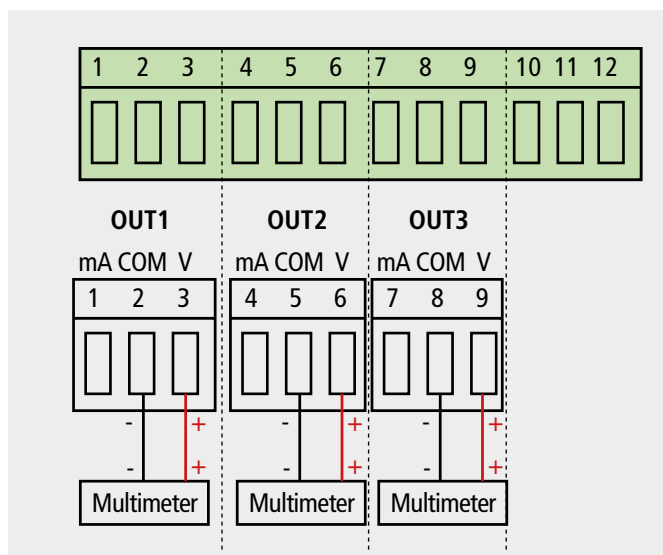 1 2 3 4 5 6 7 8 9 10 11 12
OUT1 OUT2 OUT3
mA COM V mA COM V mA COM V
1 2 3 4 5 6 7 8 9
- + - + - +
- + - + - +
Multimeter Multimeter Multimeter